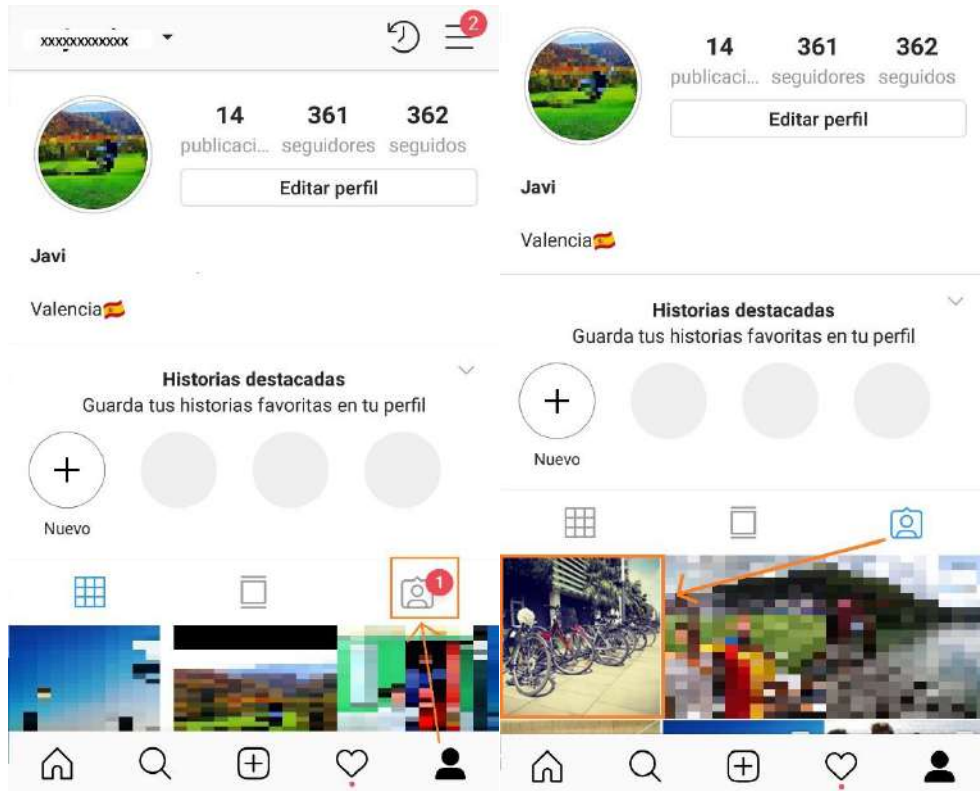 xxxxxxxxxxxx
2
14 361 362
publicaci... seguidores seguidos
Editar perfil
Javi
Valencia🇪🇸
Historias destacadas
Guarda tus historias favoritas en tu perfil
Nuevo
1
14 361 362
publicaci... seguidores seguidos
Editar perfil
Javi
Valencia🇪🇸
Historias destacadas
Guarda tus historias favoritas en tu perfil
Nuevo